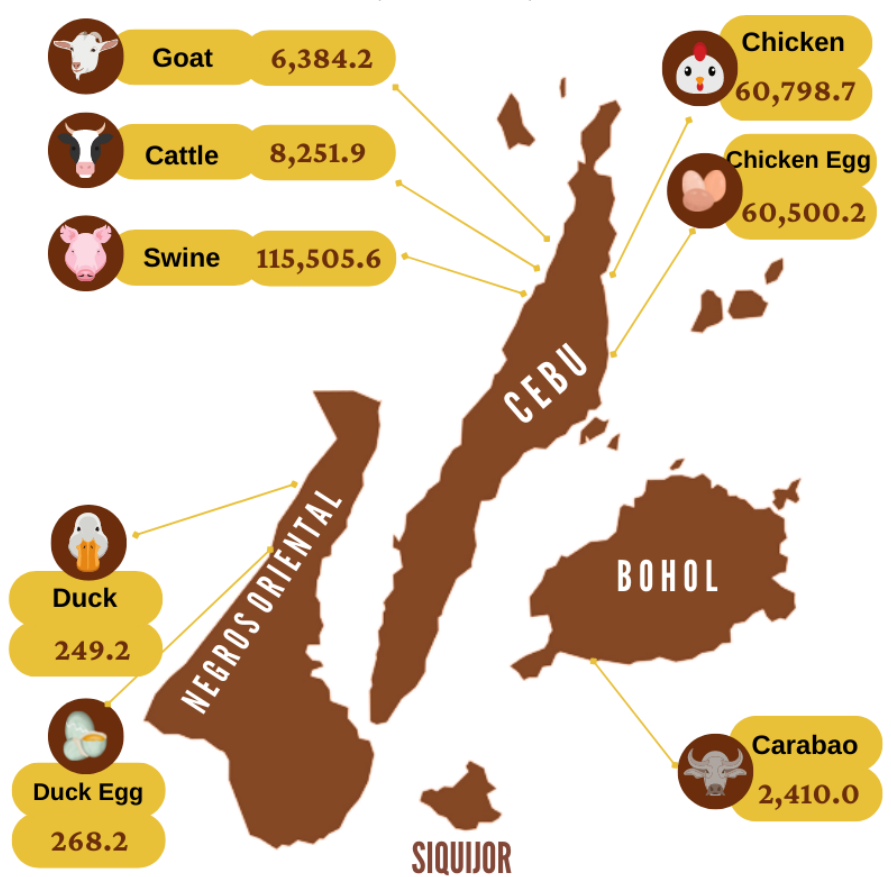 Goat
6,384.2
Cattle
8,251.9
Swine
115,505.6
Chicken
60,798.7
Chicken Egg
60,500.2
CEBU
NEGROS ORIENTAL
BOHOL
Duck
249.2
Duck Egg
268.2
Carabao
2,410.0
SIQUIJOR